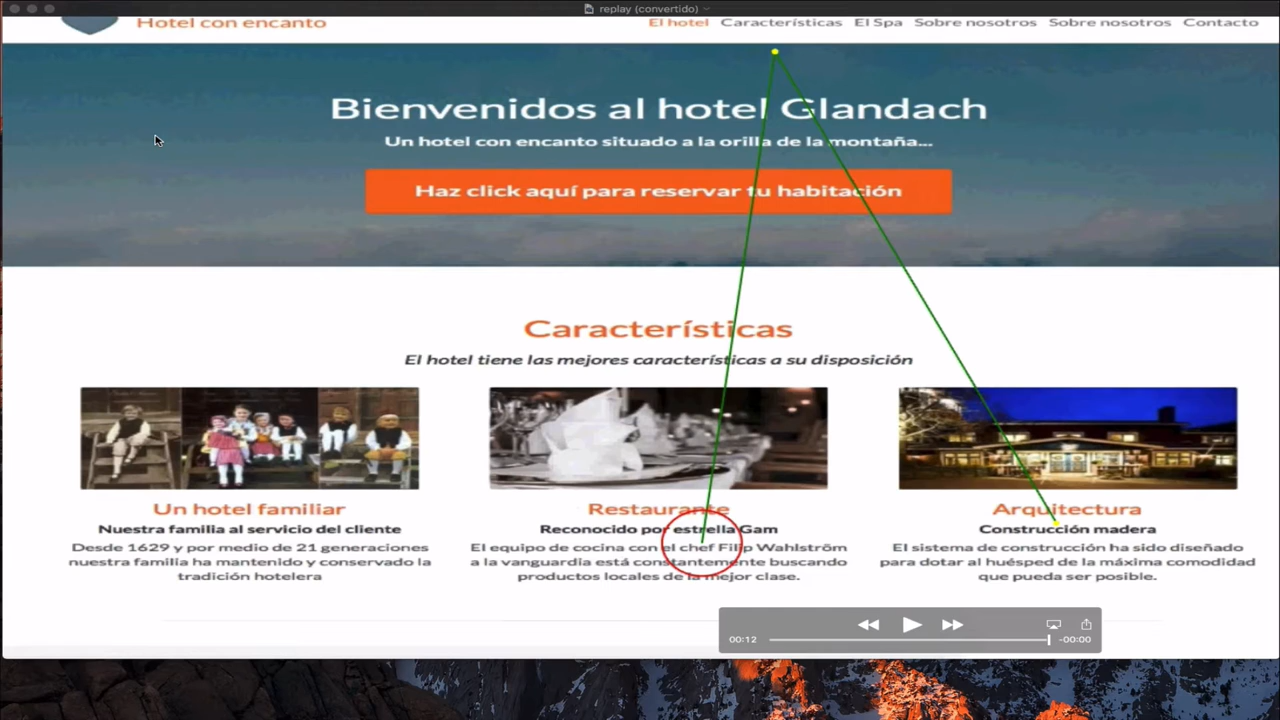 replay (convertido)
Hotel con encanto
El hotel Características El Spa Sobre nosotros Sobre nosotros Contacto
Bienvenidos al hotel Glandach
Un hotel con encanto situado a la orilla de la montaña...
Haz click aquí para reservar tu habitación
Características
El hotel tiene las mejores características a su disposición
Un hotel familiar
Nuestra familia al servicio del cliente
Desde 1629 y por medio de 21 generaciones
nuestra familia ha mantenido y conservado la
tradición hotelera
Restaurante
Reconocido por estrella Gam
El equipo de cocina con el chef Filip Wahlström
a la vanguardia está constantemente buscando
productos locales de la mejor clase.
Arquitectura
Construcción madera
El sistema de construcción ha sido diseñado
para dotar al huésped de la máxima comodidad
que pueda ser posible.
00:12 -00:00